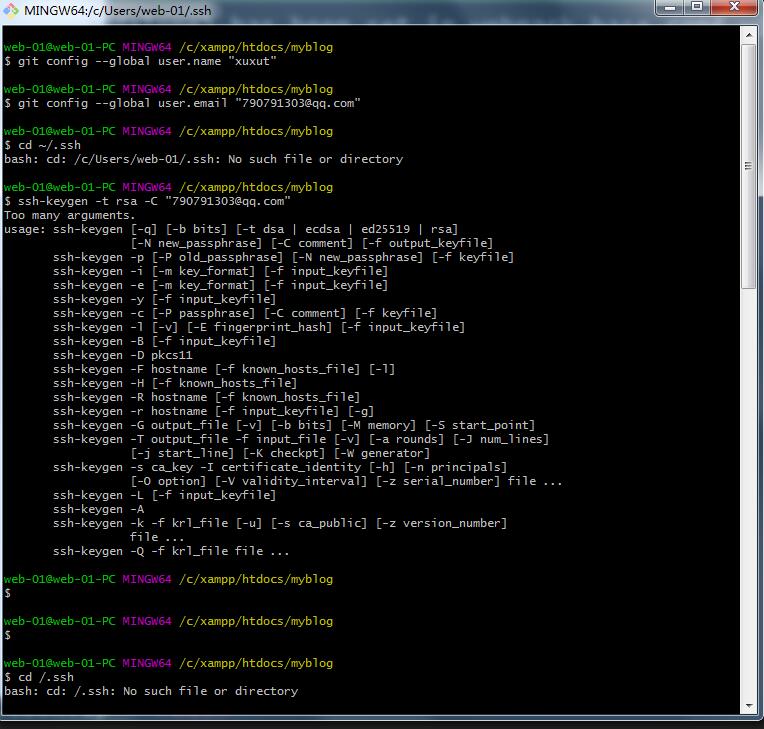 MINGW64:/c/Users/web-01/.ssh
web-01@web-01-PC MINGW64 /c/xampp/htdocs/myblog
$ git config --global user.name "xuxut"
web-01@web-01-PC MINGW64 /c/xampp/htdocs/myblog
$ git config --global user.email "790791303@qq.com"
web-01@web-01-PC MINGW64 /c/xampp/htdocs/myblog
$ cd ~/.ssh
bash: cd: /c/Users/web-01/.ssh: No such file or directory
web-01@web-01-PC MINGW64 /c/xampp/htdocs/myblog
$ ssh-keygen -t rsa -C "790791303@qq.com"
Too many arguments.
usage: ssh-keygen [-q] [-b bits] [-t dsa | ecdsa | ed25519 | rsa]
[-N new_passphrase] [-C comment] [-f output_keyfile]
ssh-keygen -p [-P old_passphrase] [-N new_passphrase] [-f keyfile]
ssh-keygen -i [-m key_format] [-f input_keyfile]
ssh-keygen -e [-m key_format] [-f input_keyfile]
ssh-keygen -y [-f input_keyfile]
ssh-keygen -c [-P passphrase] [-C comment] [-f keyfile]
ssh-keygen -l [-v] [-E fingerprint_hash] [-f input_keyfile]
ssh-keygen -B [-f input_keyfile]
ssh-keygen -D pkcs11
ssh-keygen -F hostname [-f known_hosts_file] [-l]
ssh-keygen -H [-f known_hosts_file]
ssh-keygen -R hostname [-f known_hosts_file]
ssh-keygen -r hostname [-f input_keyfile] [-g]
ssh-keygen -G output_file [-v] [-b bits] [-M memory] [-S start_point]
ssh-keygen -T output_file -f input_file [-v] [-a rounds] [-J num_lines]
[-j start_line] [-K checkpt] [-W generator]
ssh-keygen -s ca_key -I certificate_identity [-h] [-n principals]
[-O option] [-V validity_interval] [-z serial_number] file ...
ssh-keygen -L [-f input_keyfile]
ssh-keygen -A
ssh-keygen -k -f krl_file [-u] [-s ca_public] [-z version_number]
file ...
ssh-keygen -Q -f krl_file file ...
web-01@web-01-PC MINGW64 /c/xampp/htdocs/myblog
$
web-01@web-01-PC MINGW64 /c/xampp/htdocs/myblog
$
web-01@web-01-PC MINGW64 /c/xampp/htdocs/myblog
$ cd /.ssh
bash: cd: /.ssh: No such file or directory